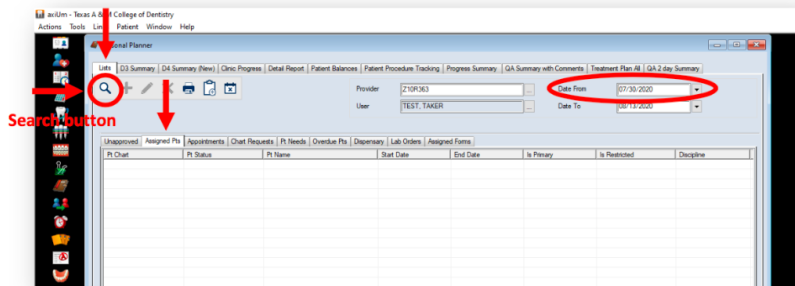 axiUm - Texas A & M College of Dentistry
Actions Tools Links Patient Window Help
Personal Planner
Lists D3 Summary D4 Summary (New) Clinic Progress Detail Report Patient Balances Patient Procedure Tracking Progress Summary QA Summary with Comments Treatment Plan All QA 2 day Summary
Provider Z10R363 ... Date From 07/30/2020
User TEST, TAKER ... Date To 08/13/2020
Search button
Unapproved Assigned Pts Appointments Chart Requests Pt Needs Overdue Pts Dispensary Lab Orders Assigned Forms
Pt Chart Pt Status Pt Name Start Date End Date Is Primary Is Restricted Discipline